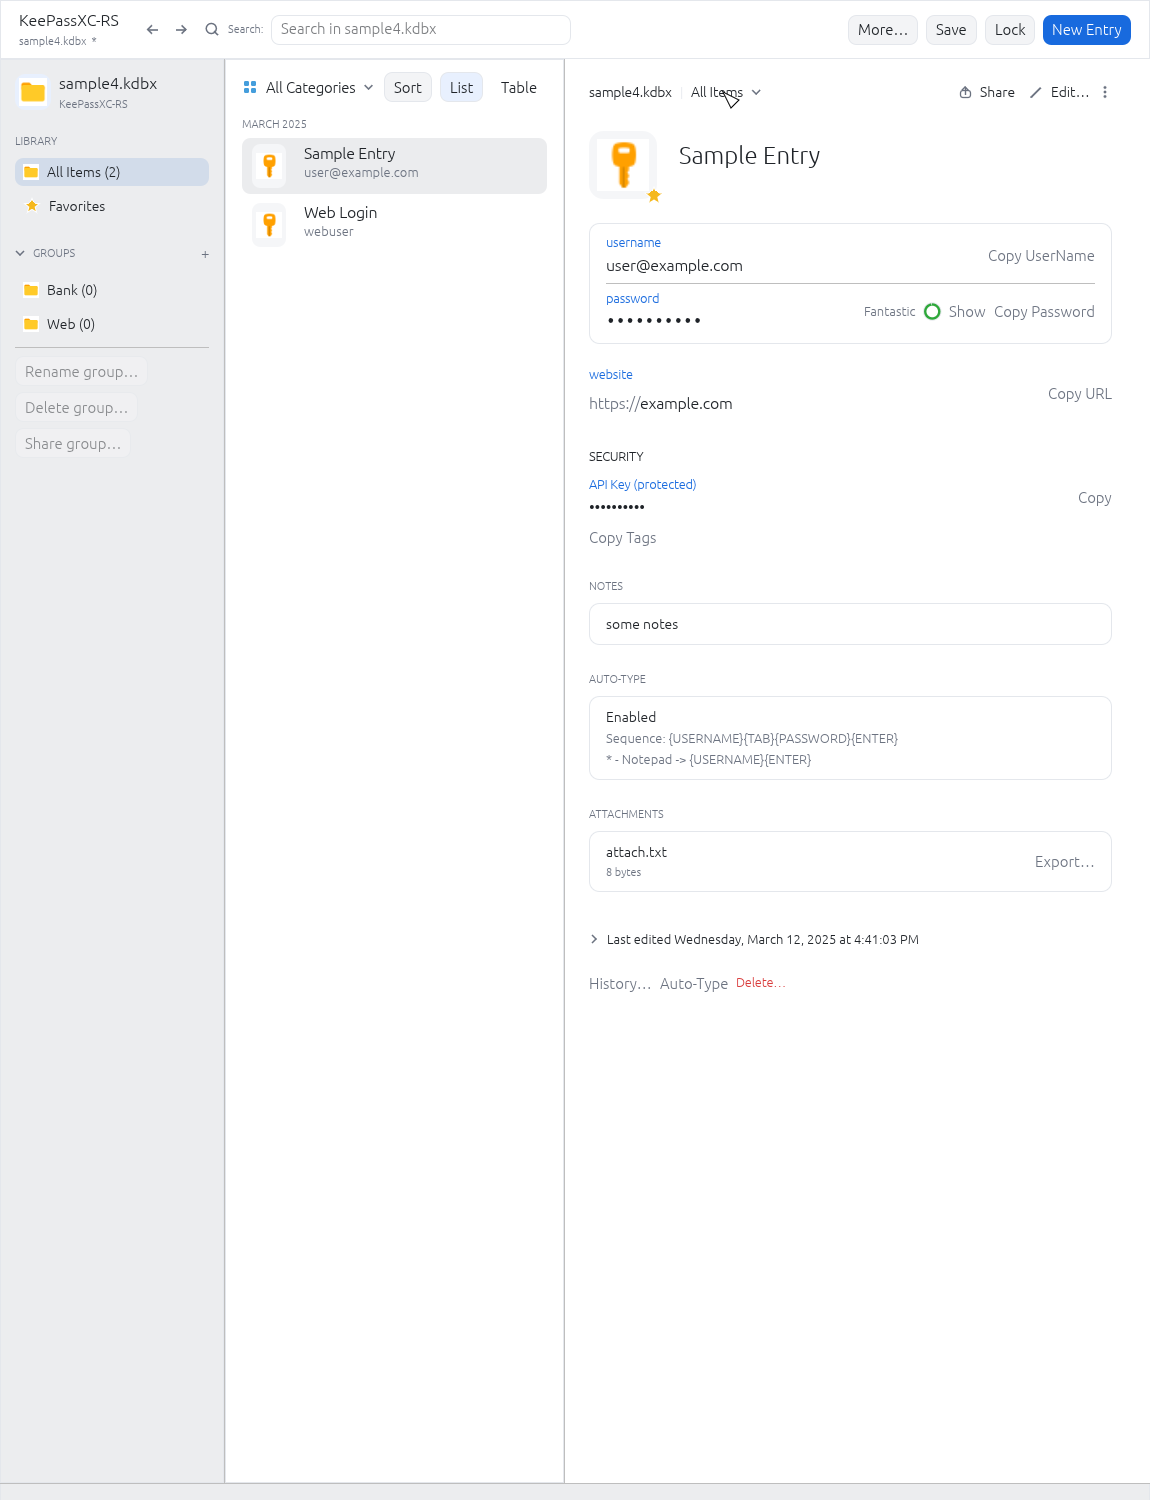 KeePassXC-RS
sample4.kdbx *
Search:
Search in sample4.kdbx
More...
Save
Lock
New Entry
sample4.kdbx
KeePassXC-RS
LIBRARY
All Items (2)
Favorites
GROUPS
+
Bank (0)
Web (0)
Rename group...
Delete group...
Share group...
All Categories
Sort
List
Table
MARCH 2025
Sample Entry
user@example.com
Web Login
webuser
sample4.kdbx
All Items
Share
Edit...
Sample Entry
username
user@example.com
Copy UserName
password
••••••••••
Fantastic
Show
Copy Password
website
https://example.com
Copy URL
SECURITY
API Key (protected)
••••••••••
Copy
Copy Tags
NOTES
some notes
AUTO-TYPE
Enabled
Sequence: {USERNAME}{TAB}{PASSWORD}{ENTER}
* - Notepad -> {USERNAME}{ENTER}
ATTACHMENTS
attach.txt
8 bytes
Export...
Last edited Wednesday, March 12, 2025 at 4:41:03 PM
History...
Auto-Type
Delete...